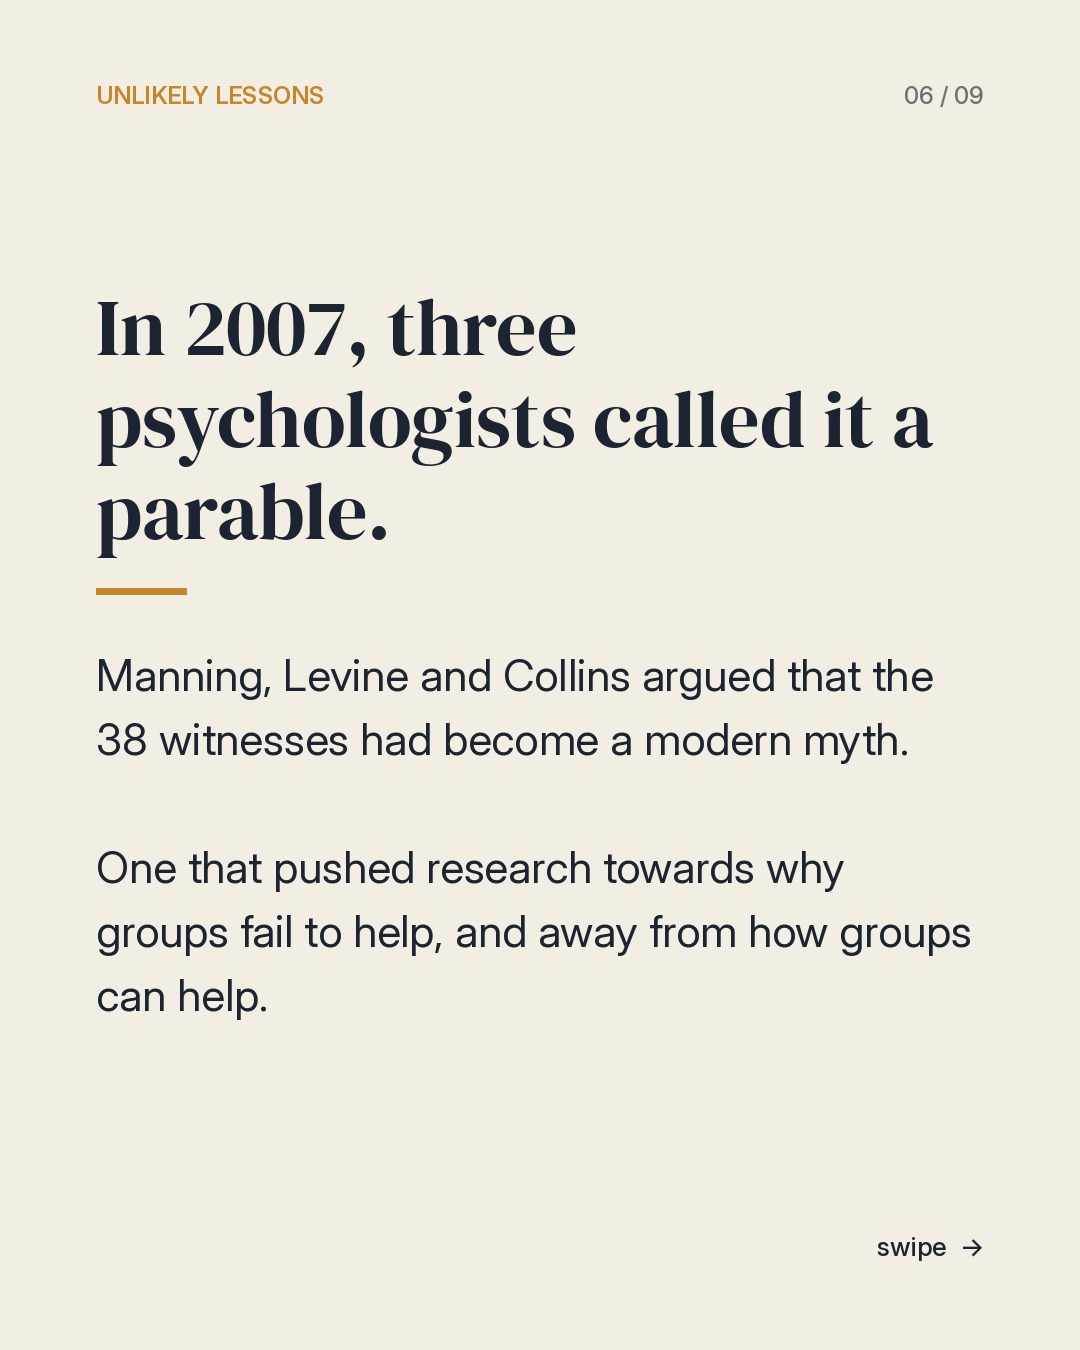 UNLIKELY LESSONS
06 / 09
In 2007, three
psychologists called it a
parable.
Manning, Levine and Collins argued that the
38 witnesses had become a modern myth.
One that pushed research towards why
groups fail to help, and away from how groups
can help.
swipe →